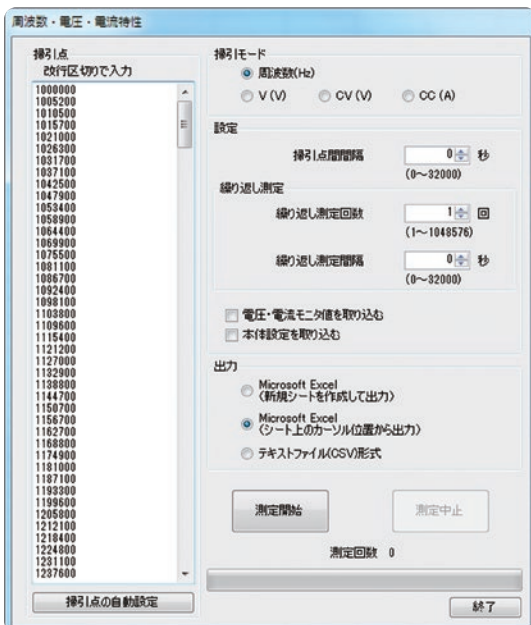 周波数・電圧・電流特性
掃引点
改行区切りで入力
1000000
1005200
1010500
1015700
1021000
1026300
1031700
1037100
1042500
1047900
1053400
1058900
1064400
1069900
1075500
1081100
1086700
1092400
1098100
1103800
1109600
1115400
1121200
1127000
1132900
1138800
1144700
1150700
1156700
1162700
1168800
1174900
1181000
1187100
1193300
1199600
1205800
1212100
1218400
1224800
1231100
1237600
掃引点の自動設定
掃引モード
周波数(Hz)
V (V) CV (V) CC (A)
設定
掃引点間間隔 0 秒
(0～32000)
繰り返し測定
繰り返し測定回数 1 回
(1～1048576)
繰り返し測定間隔 0 秒
(0～32000)
電圧・電流モニタ値を取り込む
本体設定を取り込む
出力
Microsoft Excel
(新規シートを作成して出力)
Microsoft Excel
(シート上のカーソル位置から出力)
テキストファイル(CSV)形式
測定開始 測定中止
測定回数 0
終了